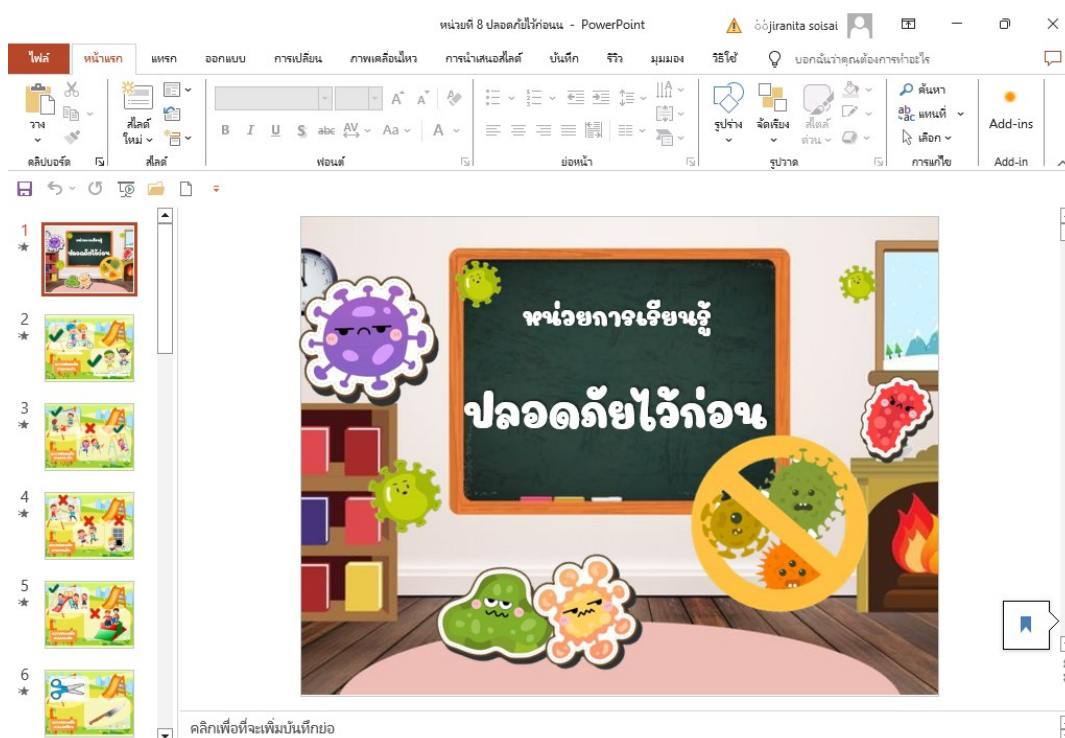 หน่วยที่ 8 ปลอดภัยไว้ก่อนน - PowerPoint
jiranita soisai
ไฟล์ หน้าแรก แทรก ออกแบบ การเปลี่ยน ภาพเคลื่อนไหว การนำเสนอสไลด์ บันทึก รีวิว มุมมอง วิธีใช้ บอกฉันว่าคุณต้องการทำอะไร
วาง
สไลด์ใหม่
B I U S abc AV Aa A
รูปร่าง จัดเรียง สไตล์ด่วน
ค้นหา
แทนที่
เลือก
Add-ins
คลิปบอร์ด สไลด์ ฟอนต์ ย่อหน้า รูปวาด การแก้ไข Add-in
1
2
3
4
5
6
หน่วยการเรียนรู้
ปลอดภัยไว้ก่อน
คลิกเพื่อที่จะเพิ่มบันทึกย่อ